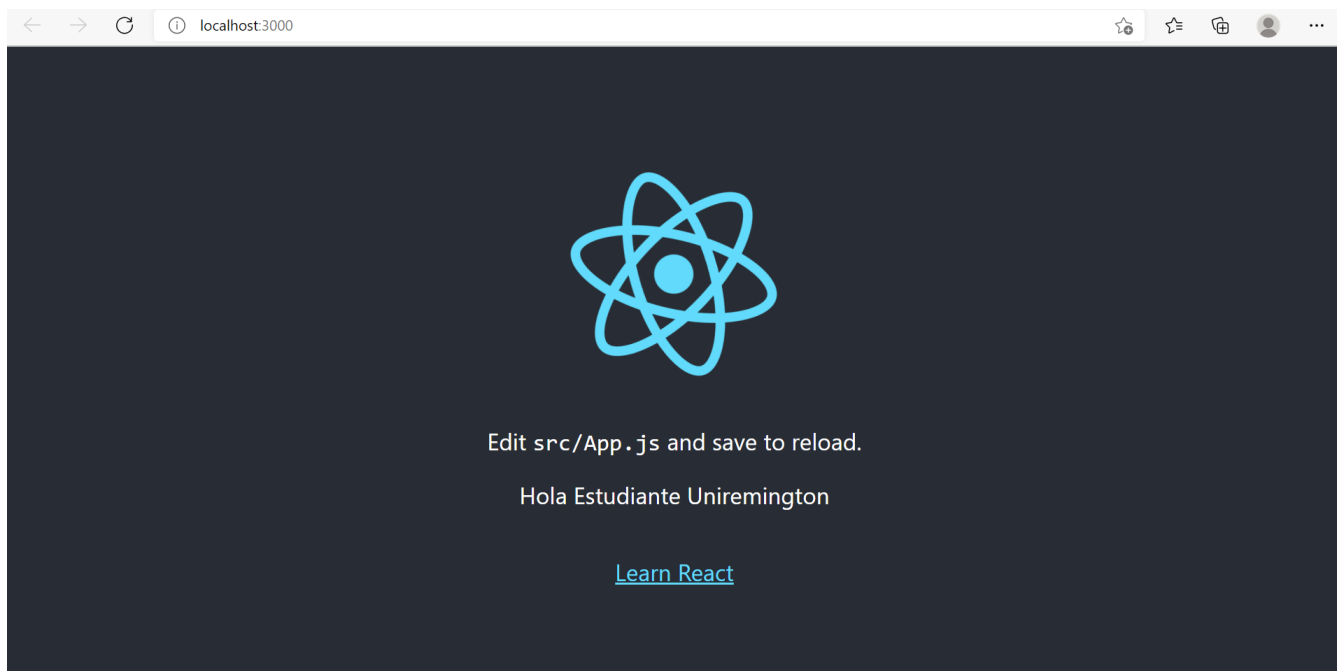 localhost:3000
Edit src/App.js and save to reload.
Hola Estudiante Uniremington
Learn React